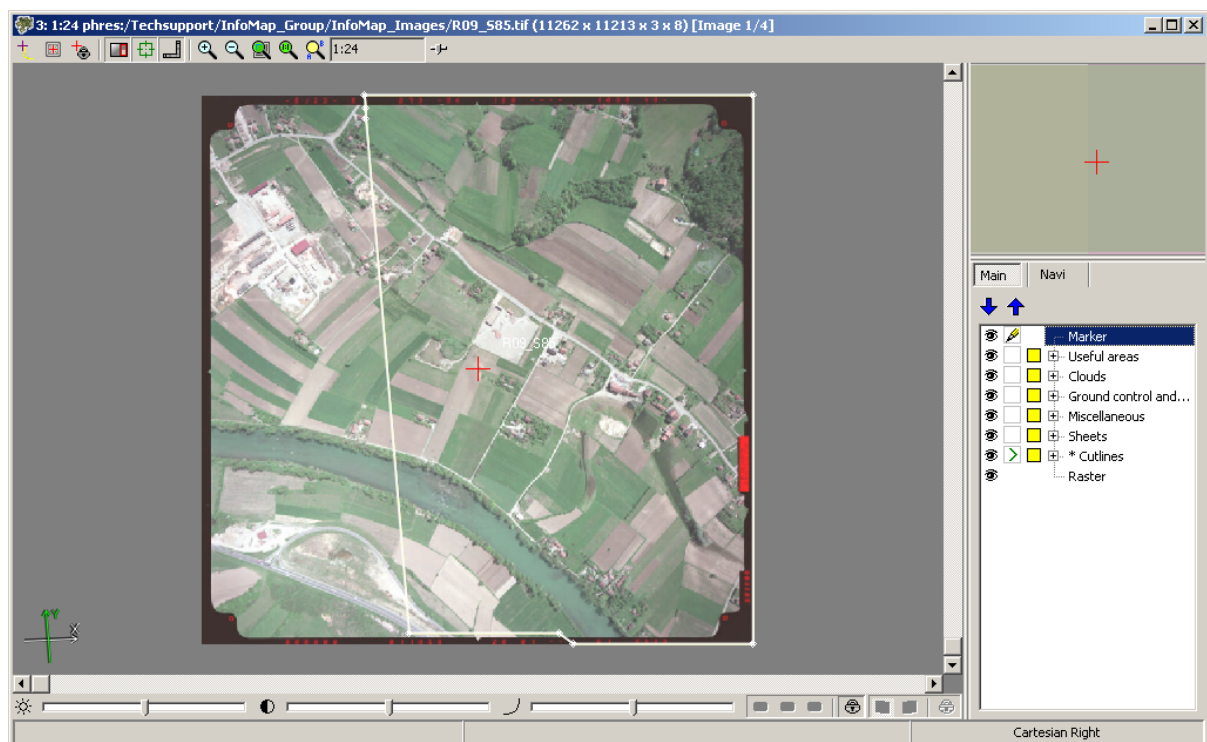 3: 1:24 phres:/Techsupport/InfoMap_Group/InfoMap_Images/R09_S85.tif (11262 x 11213 x 3 x 8) [Image 1/4]
1:24
Main Navi
Marker
Useful areas
Clouds
Ground control and...
Miscellaneous
Sheets
* Cutlines
Raster
R09_S85
Y
X
Cartesian Right